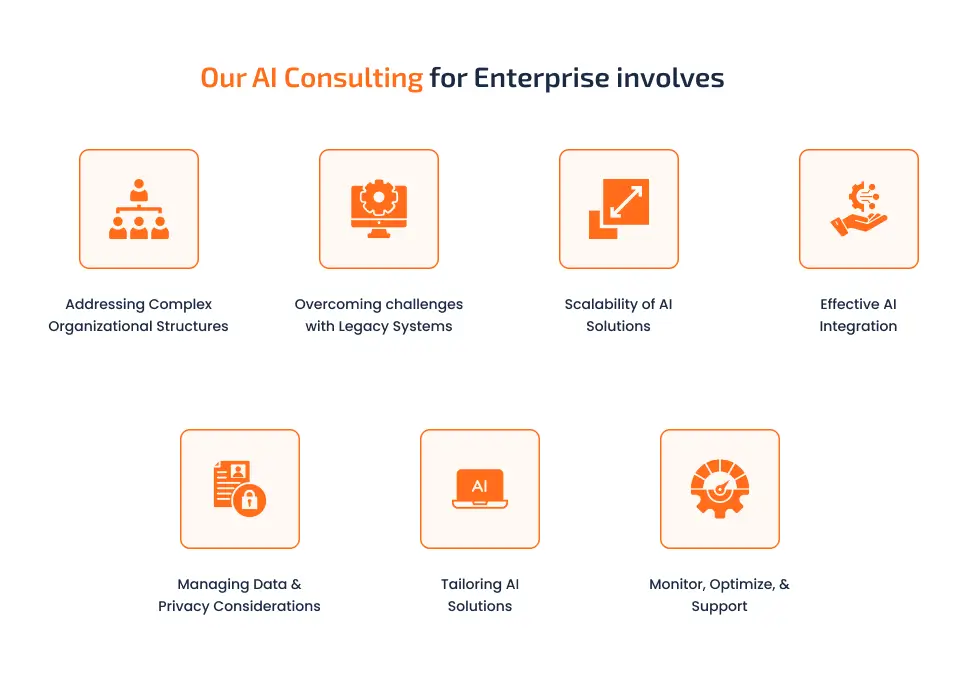 Our AI Consulting for Enterprise involves
Addressing Complex
Organizational Structures
Overcoming challenges
with Legacy Systems
Scalability of AI
Solutions
Effective AI
Integration
Managing Data &
Privacy Considerations
AI
Tailoring AI
Solutions
Monitor, Optimize, &
Support